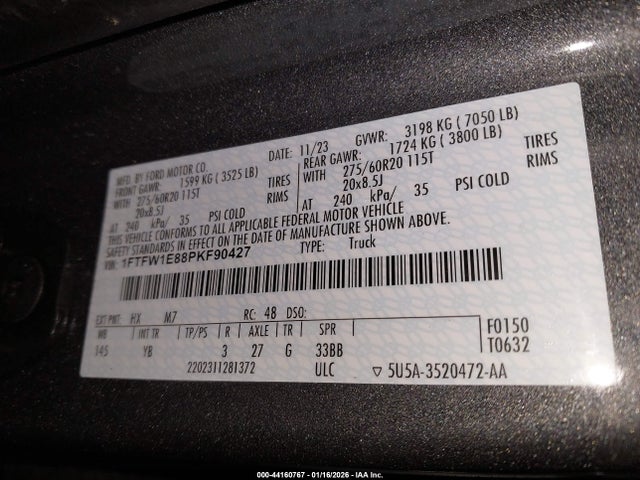 MFD. BY FORD MOTOR CO.
DATE: 11/23 GVWR: 3198 KG ( 7050 LB)
FRONT GAWR: 1599 KG ( 3525 LB)
REAR GAWR: 1724 KG ( 3800 LB)
WITH 275/60R20 115T TIRES
WITH 275/60R20 115T TIRES
20x8.5J RIMS
20x8.5J RIMS
AT 240 kPa/ 35 PSI COLD
AT 240 kPa/ 35 PSI COLD
THIS VEHICLE CONFORMS TO ALL APPLICABLE FEDERAL MOTOR VEHICLE
SAFETY STANDARDS IN EFFECT ON THE DATE OF MANUFACTURE SHOWN ABOVE.
VIN: 1FTFW1E88PKF90427 TYPE: Truck
EXT PNT: HX M7 RC: 48 DSO:
WB INT TR TP/PS R AXLE TR SPR
145 YB 3 27 G 33BB
F0150
T0632
2202311281372 ULC ▽ 5U5A-3520472-AA
000-44160767 - 01/16/2026 - IAA Inc.